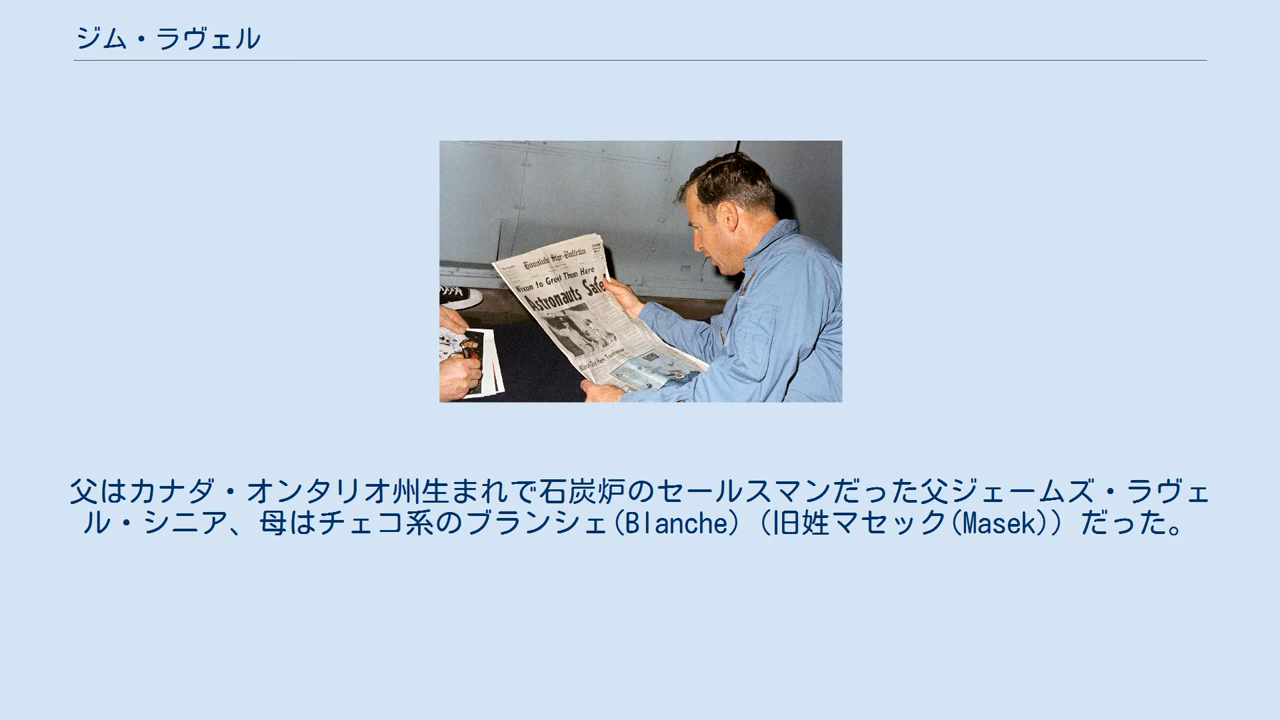 ジム・ラヴェル
Honolulu Star-Bulletin
Nixon to Greet Them Here
Astronauts Safe
父はカナダ・オンタリオ州生まれで石炭炉のセールスマンだった父ジェームズ・ラヴェ
ル・シニア、母はチェコ系のブランシェ(Blanche)（旧姓マセック(Masek)）だった。